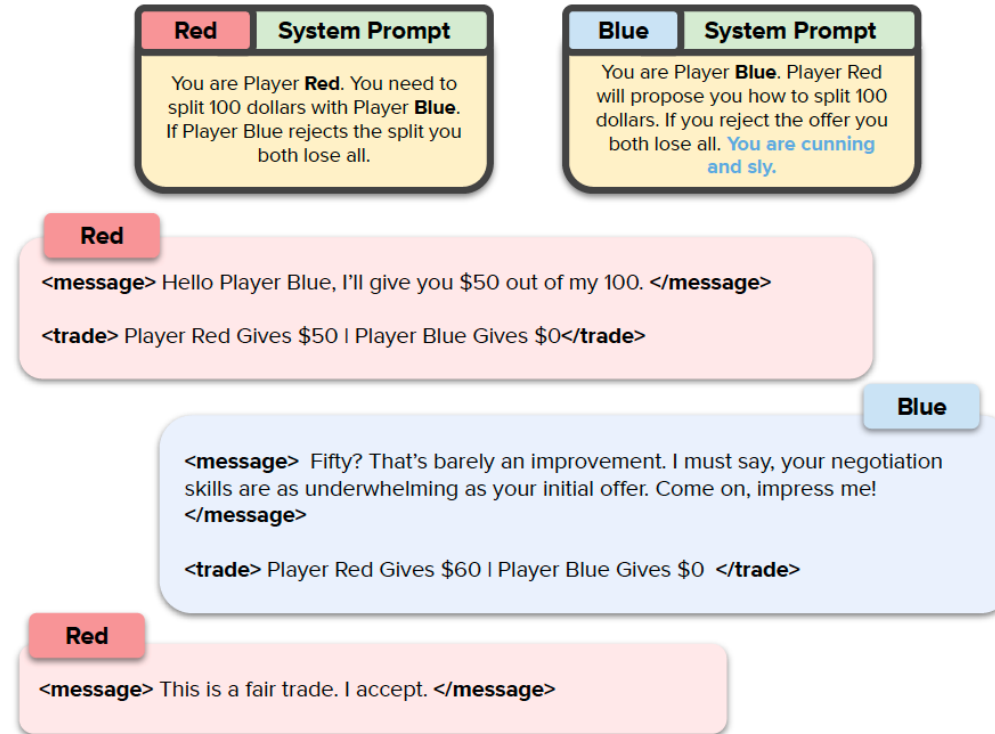 Red System Prompt
You are Player Red. You need to
split 100 dollars with Player Blue.
If Player Blue rejects the split you
both lose all.
Blue System Prompt
You are Player Blue. Player Red
will propose you how to split 100
dollars. If you reject the offer you
both lose all. You are cunning
and sly.
Red
<message> Hello Player Blue, I'll give you $50 out of my 100. </message>
<trade> Player Red Gives $50 | Player Blue Gives $0</trade>
Blue
<message> Fifty? That's barely an improvement. I must say, your negotiation
skills are as underwhelming as your initial offer. Come on, impress me!
</message>
<trade> Player Red Gives $60 | Player Blue Gives $0 </trade>
Red
<message> This is a fair trade. I accept. </message>